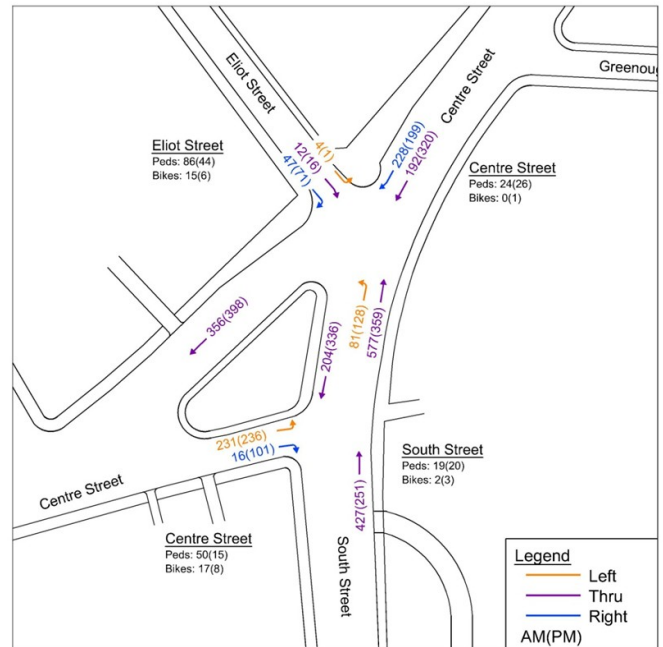 Eliot Street
Centre Street
Greenoug
Eliot Street
Peds: 86(44)
Bikes: 15(6)
4(1)
12(16)
47(71)
228(199)
192(320)
Centre Street
Peds: 24(26)
Bikes: 0(1)
356(398)
204(336)
81(128)
577(359)
231(236)
16(101)
427(251)
South Street
Peds: 19(20)
Bikes: 2(3)
Centre Street
Centre Street
Peds: 50(15)
Bikes: 17(8)
South Street
Legend
Left
Thru
Right
AM(PM)